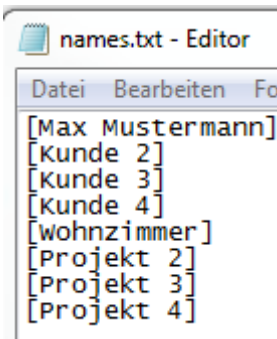 names.txt - Editor
Datei Bearbeiten Fo
[Max Mustermann]
[Kunde 2]
[Kunde 3]
[Kunde 4]
[Wohnzimmer]
[Projekt 2]
[Projekt 3]
[Projekt 4]